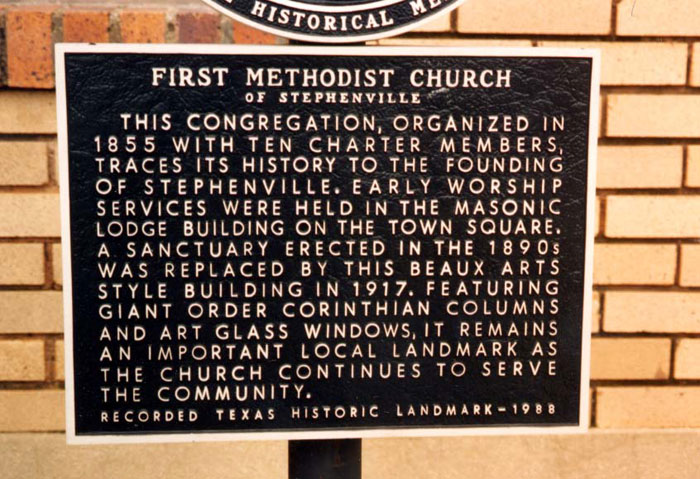 HISTORICAL
FIRST METHODIST CHURCH
OF STEPHENVILLE
THIS CONGREGATION, ORGANIZED IN
1855 WITH TEN CHARTER MEMBERS,
TRACES ITS HISTORY TO THE FOUNDING
OF STEPHENVILLE. EARLY WORSHIP
SERVICES WERE HELD IN THE MASONIC
LODGE BUILDING ON THE TOWN SQUARE.
A SANCTUARY ERECTED IN THE 1890s
WAS REPLACED BY THIS BEAUX ARTS
STYLE BUILDING IN 1917. FEATURING
GIANT ORDER CORINTHIAN COLUMNS
AND ART GLASS WINDOWS, IT REMAINS
AN IMPORTANT LOCAL LANDMARK AS
THE CHURCH CONTINUES TO SERVE
THE COMMUNITY.
RECORDED TEXAS HISTORIC LANDMARK-1988